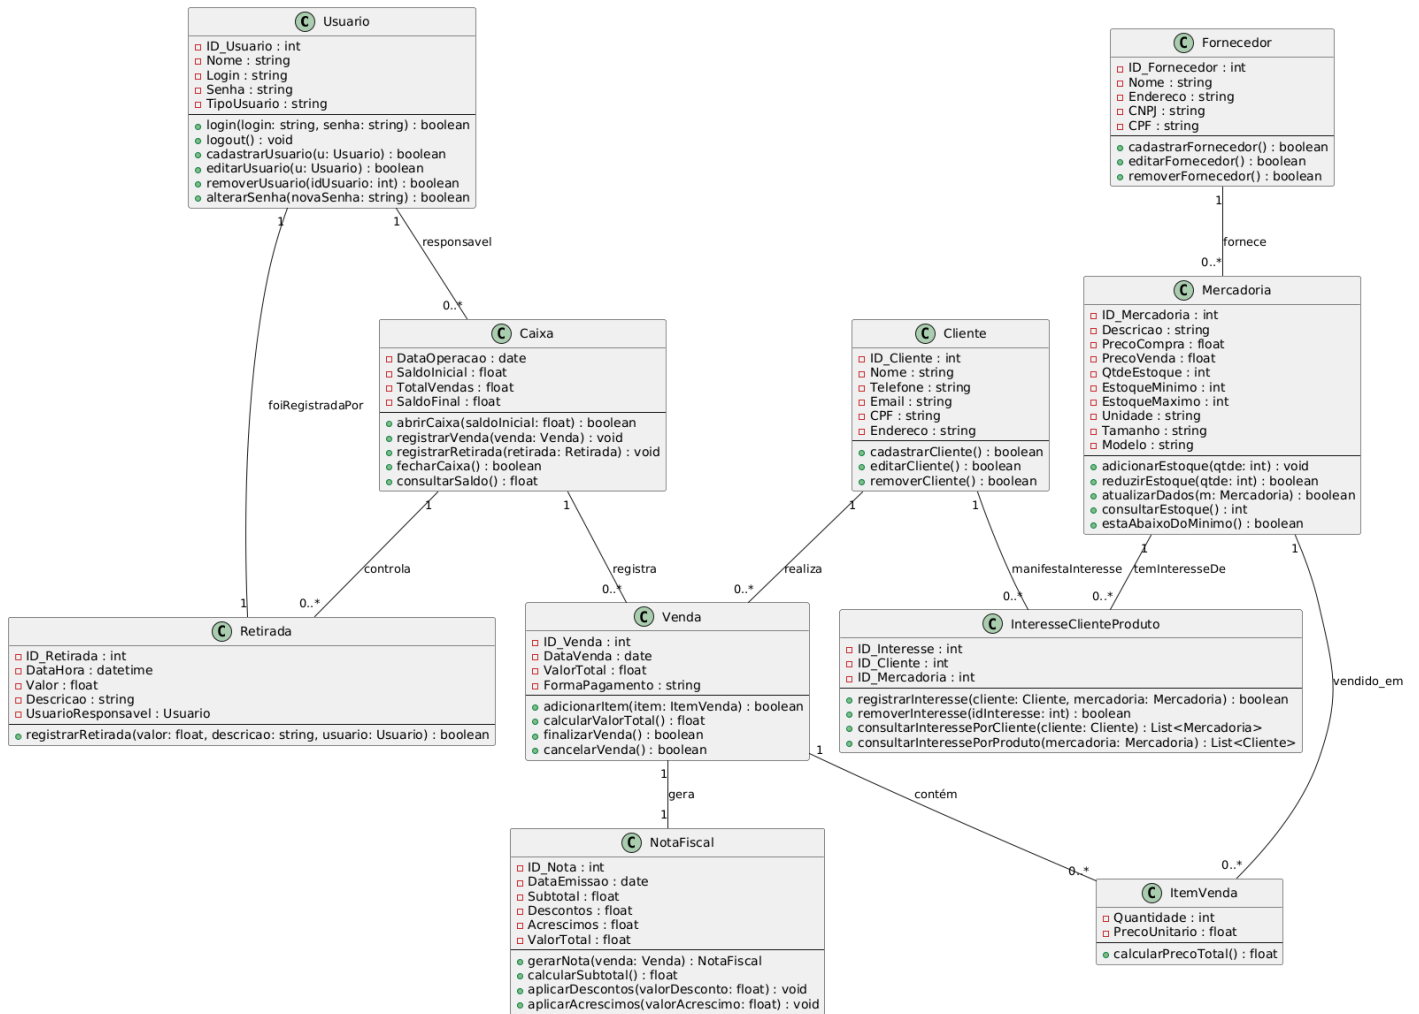 Usuario
ID_Usuario : int
Nome : string
Login : string
Senha : string
TipoUsuario : string
login(login: string, senha: string) : boolean
logout() : void
cadastrarUsuario(u: Usuario) : boolean
editarUsuario(u: Usuario) : boolean
removerUsuario(idUsuario: int) : boolean
alterarSenha(novaSenha: string) : boolean
Fornecedor
ID_Fornecedor : int
Nome : string
Endereco : string
CNPJ : string
CPF : string
cadastrarFornecedor() : boolean
editarFornecedor() : boolean
removerFornecedor() : boolean
1
1
responsavel
0..*
1
fornece
0..*
Caixa
DataOperacao : date
SaldoInicial : float
TotalVendas : float
SaldoFinal : float
abrirCaixa(saldoInicial: float) : boolean
registrarVenda(venda: Venda) : void
registrarRetirada(retirada: Retirada) : void
fecharCaixa() : boolean
consultarSaldo() : float
Cliente
ID_Cliente : int
Nome : string
Telefone : string
Email : string
CPF : string
Endereco : string
cadastrarCliente() : boolean
editarCliente() : boolean
removerCliente() : boolean
Mercadoria
ID_Mercadoria : int
Descricao : string
PrecoCompra : float
PrecoVenda : float
QtdeEstoque : int
EstoqueMinimo : int
EstoqueMaximo : int
Unidade : string
Tamanho : string
Modelo : string
adicionarEstoque(qtde: int) : void
reduzirEstoque(qtde: int) : boolean
atualizarDados(m: Mercadoria) : boolean
consultarEstoque() : int
estaAbaixoDoMinimo() : boolean
foiRegistradaPor
1
1
controla
0..*
1
registra
0..*
1
realiza
0..*
1
manifestaInteresse
0..*
1
temInteresseDe
0..*
1
vendido_em
0..*
Retirada
ID_Retirada : int
DataHora : datetime
Valor : float
Descricao : string
UsuarioResponsavel : Usuario
registrarRetirada(valor: float, descricao: string, usuario: Usuario) : boolean
Venda
ID_Venda : int
DataVenda : date
ValorTotal : float
FormaPagamento : string
adicionarItem(item: ItemVenda) : boolean
calcularValorTotal() : float
finalizarVenda() : boolean
cancelarVenda() : boolean
InteresseClienteProduto
ID_Interesse : int
ID_Cliente : int
ID_Mercadoria : int
registrarInteresse(cliente: Cliente, mercadoria: Mercadoria) : boolean
removerInteresse(idInteresse: int) : boolean
consultarInteressePorCliente(cliente: Cliente) : List<Mercadoria>
consultarInteressePorProduto(mercadoria: Mercadoria) : List<Cliente>
1
gera
1
1
contém
0..*
NotaFiscal
ID_Nota : int
DataEmissao : date
Subtotal : float
Descontos : float
Acrescimos : float
ValorTotal : float
gerarNota(venda: Venda) : NotaFiscal
calcularSubtotal() : float
aplicarDescontos(valorDesconto: float) : void
aplicarAcrescimos(valorAcrescimo: float) : void
ItemVenda
Quantidade : int
PrecoUnitario : float
calcularPrecoTotal() : float